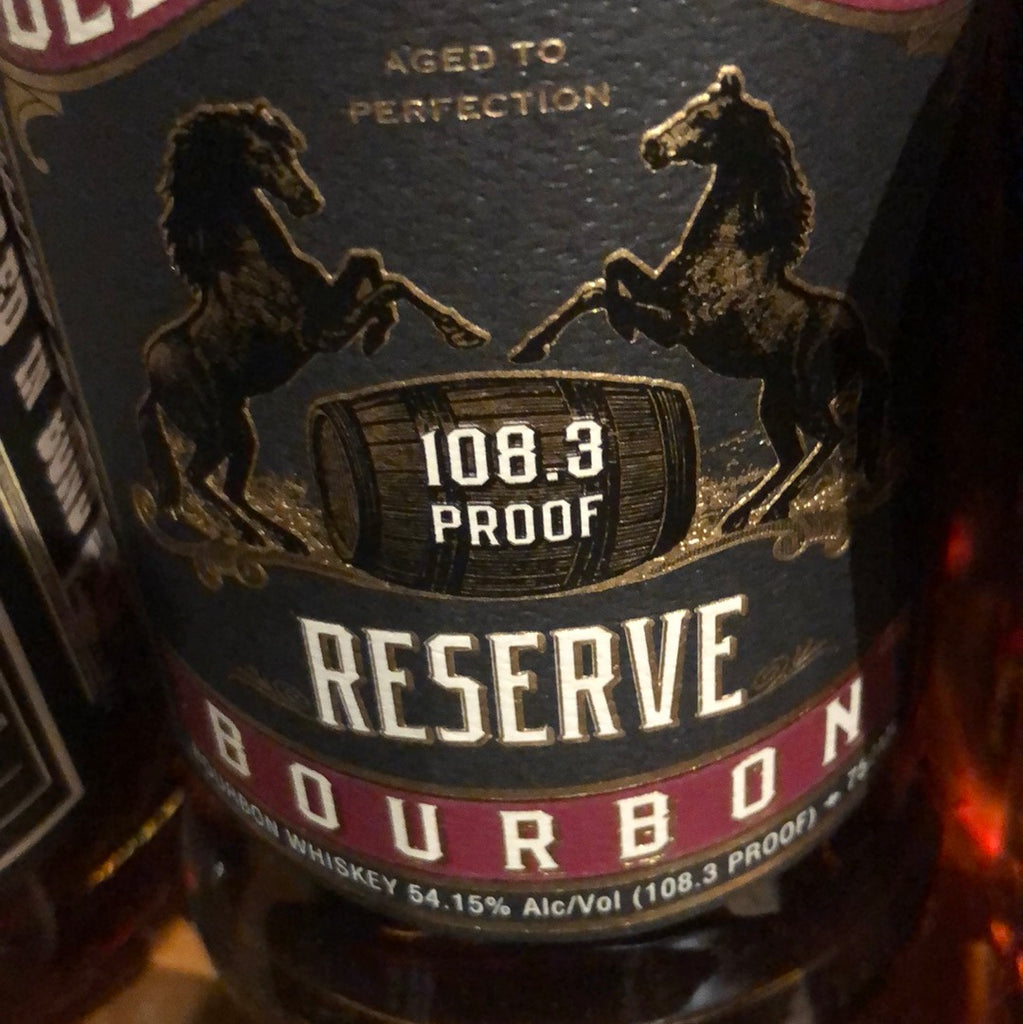 AGED TO
PERFECTION
108.3
PROOF
RESERVE
BOURBON
BOURBON WHISKEY 54.15% Alc/Vol (108.3 PROOF) •